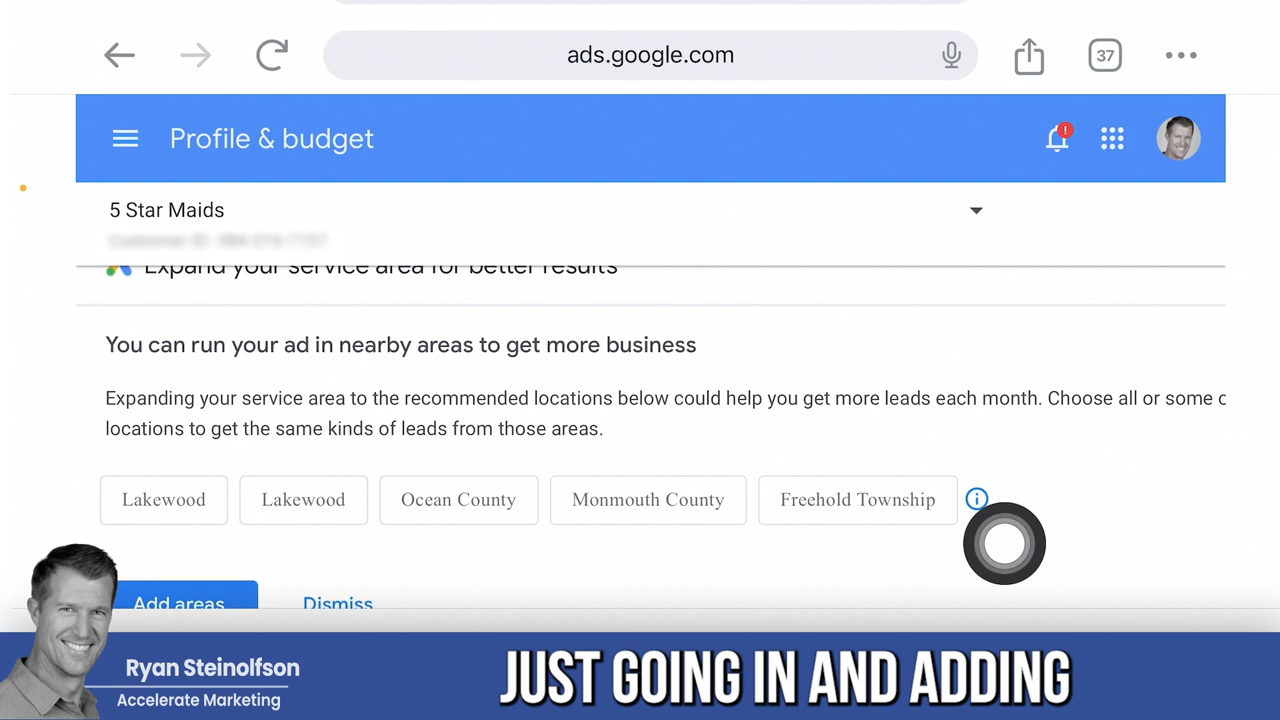 ads.google.com
37
Profile & budget
!
5 Star Maids
Expand your service area for better results
You can run your ad in nearby areas to get more business
Expanding your service area to the recommended locations below could help you get more leads each month. Choose all or some
locations to get the same kinds of leads from those areas.
Lakewood
Lakewood
Ocean County
Monmouth County
Freehold Township
i
Add areas
Dismiss
Ryan Steinolfson
Accelerate Marketing
JUST GOING IN AND ADDING